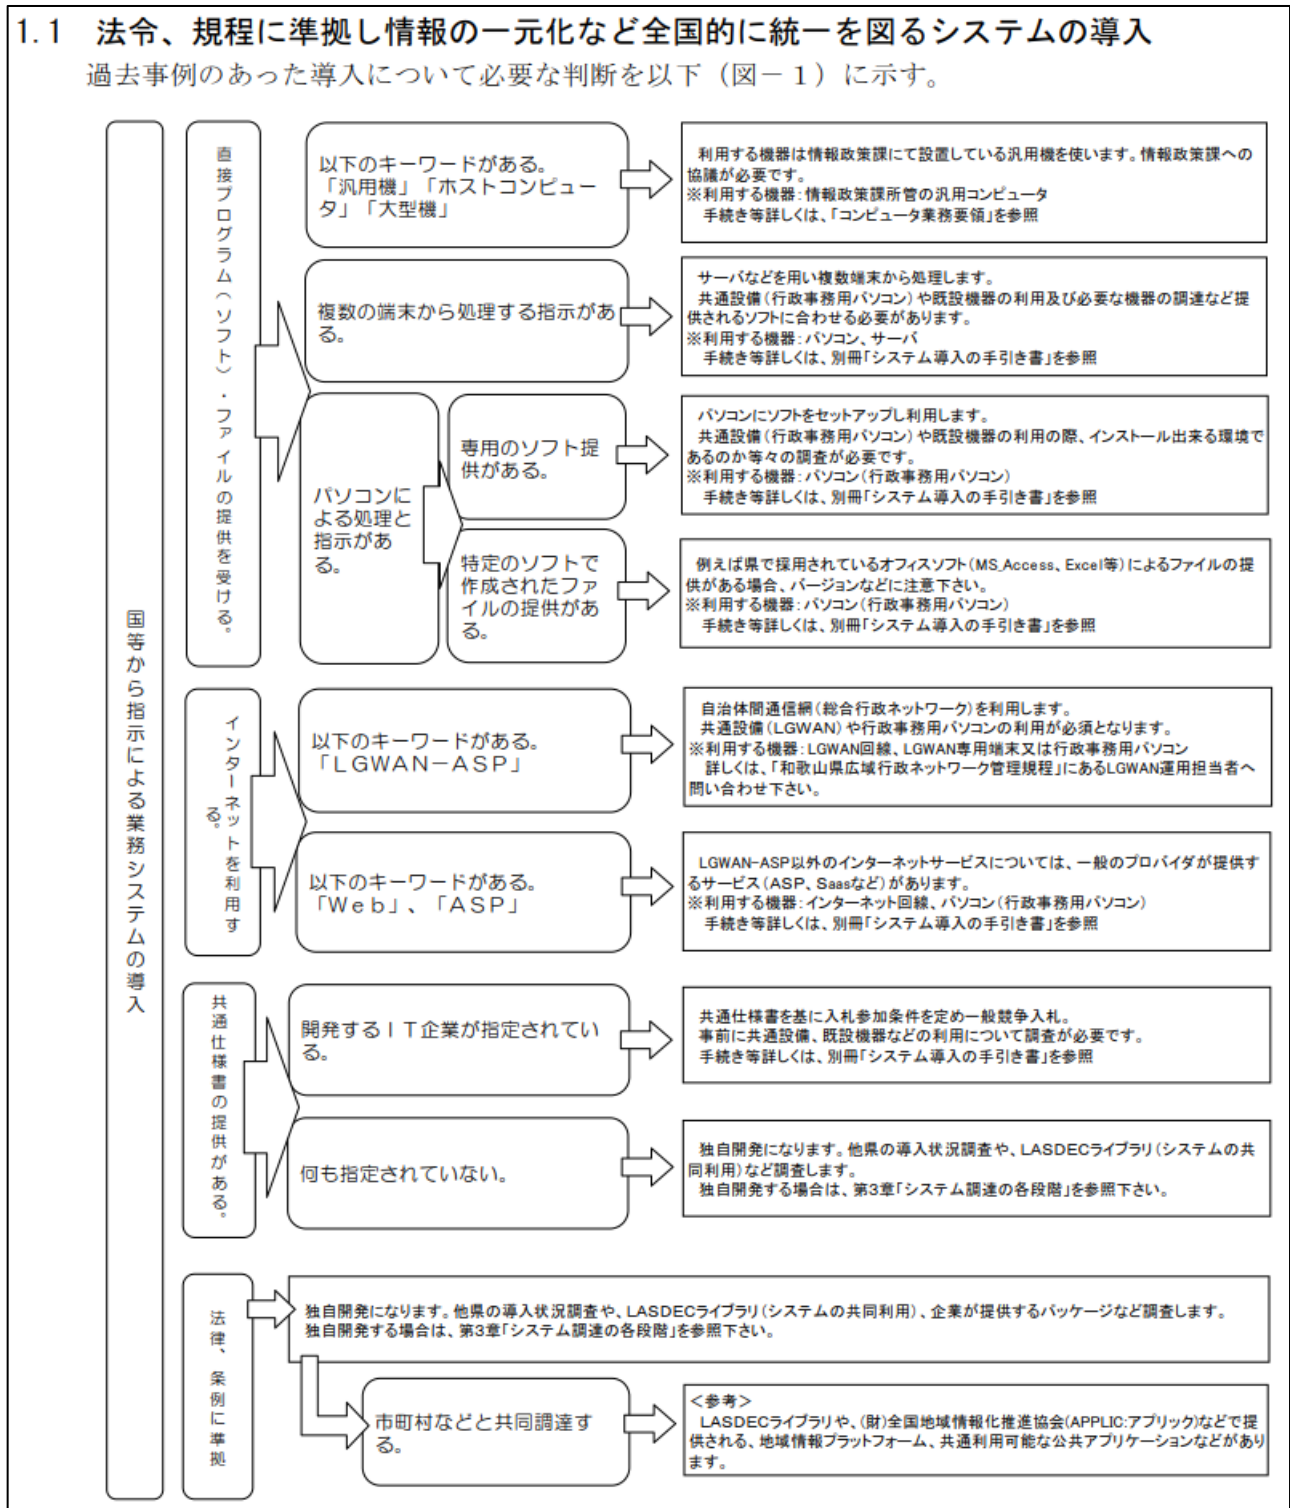 1.1　法令、規程に準拠し情報の一元化など全国的に統一を図るシステムの導入
過去事例のあった導入について必要な判断を以下（図－１）に示す。
国等から指示による業務システムの導入
直接プログラム（ソフト）・ファイルの提供を受ける。
以下のキーワードがある。
「汎用機」「ホストコンピュー
タ」「大型機」
利用する機器は情報政策課にて設置している汎用機を使います。情報政策課への
協議が必要です。
※利用する機器：情報政策課所管の汎用コンピュータ
手続き等詳しくは、「コンピュータ業務要領」を参照
複数の端末から処理する指示があ
る。
サーバなどを用い複数端末から処理します。
共通設備（行政事務用パソコン）や既設機器の利用及び必要な機器の調達など提
供されるソフトに合わせる必要があります。
※利用する機器：パソコン、サーバ
手続き等詳しくは、別冊「システム導入の手引き書」を参照
パソコンに
よる処理と
指示があ
る。
専用のソフト提
供がある。
パソコンにソフトをセットアップし利用します。
共通設備（行政事務用パソコン）や既設機器の利用の際、インストール出来る環境で
あるのか等々の調査が必要です。
※利用する機器：パソコン（行政事務用パソコン）
手続き等詳しくは、別冊「システム導入の手引き書」を参照
特定のソフトで
作成されたファ
イルの提供があ
る。
例えば県で採用されているオフィスソフト（MS_Access、Excel等）によるファイルの提
供がある場合、バージョンなどに注意下さい。
※利用する機器：パソコン（行政事務用パソコン）
手続き等詳しくは、別冊「システム導入の手引き書」を参照
インターネットを利用す
る。
以下のキーワードがある。
「ＬＧＷＡＮ－ＡＳＰ」
自治体間通信網（総合行政ネットワーク）を利用します。
共通設備（LGWAN）や行政事務用パソコンの利用が必須となります。
※利用する機器：LGWAN回線、LGWAN専用端末又は行政事務用パソコン
詳しくは、「和歌山県広域行政ネットワーク管理規程」にあるLGWAN運用担当者へ
問い合わせ下さい。
以下のキーワードがある。
「Ｗｅｂ」、「ＡＳＰ」
LGWAN-ASP以外のインターネットサービスについては、一般のプロバイダが提供す
るサービス（ASP、Saasなど）があります。
※利用する機器：インターネット回線、パソコン（行政事務用パソコン）
手続き等詳しくは、別冊「システム導入の手引き書」を参照
共通仕様書の提供がある。
開発するＩＴ企業が指定されてい
る。
共通仕様書を基に入札参加条件を定め一般競争入札。
事前に共通設備、既設機器などの利用について調査が必要です。
手続き等詳しくは、別冊「システム導入の手引き書」を参照
何も指定されていない。
独自開発になります。他県の導入状況調査や、LASDECライブラリ（システムの共
同利用）など調査します。
独自開発する場合は、第3章「システム調達の各段階」を参照下さい。
法律、条例に準拠
独自開発になります。他県の導入状況調査や、LASDECライブラリ（システムの共同利用）、企業が提供するパッケージなど調査します。
独自開発する場合は、第3章「システム調達の各段階」を参照下さい。
市町村などと共同調達す
る。
＜参考＞
LASDECライブラリや、(財)全国地域情報化推進協会(APPLIC:アプリック)などで提
供される、地域情報プラットフォーム、共通利用可能な公共アプリケーションなどがあり
ます。